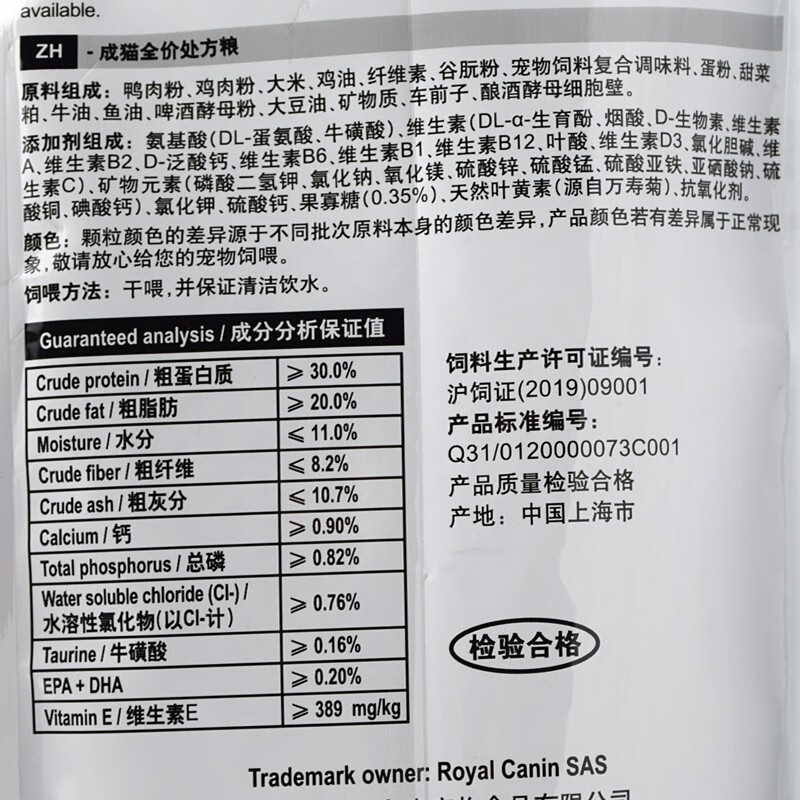 available.
ZH - 成猫全价处方粮
原料组成：鸭肉粉、鸡肉粉、大米、鸡油、纤维素、谷朊粉、宠物饲料复合调味料、蛋粉、甜菜
粕、牛油、鱼油、啤酒酵母粉、大豆油、矿物质、车前子、酿酒酵母细胞壁。
添加剂组成：氨基酸(DL-蛋氨酸、牛磺酸)、维生素(DL-α-生育酚、烟酸、D-生物素、维生素
A、维生素B2、D-泛酸钙、维生素B6、维生素B1、维生素B12、叶酸、维生素D3、氯化胆碱、维
生素C)、矿物元素(磷酸二氢钾、氯化钠、氧化镁、硫酸锌、硫酸锰、硫酸亚铁、亚硒酸钠、硫
酸铜、碘酸钙)、氯化钾、硫酸钙、果寡糖(0.35%)、天然叶黄素(源自万寿菊)、抗氧化剂。
颜色：颗粒颜色的差异源于不同批次原料本身的颜色差异，产品颜色若有差异属于正常现
象，敬请放心给您的宠物饲喂。
饲喂方法：干喂，并保证清洁饮水。
Guaranteed analysis / 成分分析保证值
Crude protein / 粗蛋白质 ⩾ 30.0%
Crude fat / 粗脂肪 ⩾ 20.0%
Moisture / 水分 ⩽ 11.0%
Crude fiber / 粗纤维 ⩽ 8.2%
Crude ash / 粗灰分 ⩽ 10.7%
Calcium / 钙 ⩾ 0.90%
Total phosphorus / 总磷 ⩾ 0.82%
Water soluble chloride (Cl-) /
水溶性氯化物(以Cl-计) ⩾ 0.76%
Taurine / 牛磺酸 ⩾ 0.16%
EPA + DHA ⩾ 0.20%
Vitamin E / 维生素E ⩾ 389 mg/kg
饲料生产许可证编号：
沪饲证(2019)09001
产品标准编号：
Q31/0120000073C001
产品质量检验合格
产地：中国上海市
检验合格
Trademark owner: Royal Canin SAS